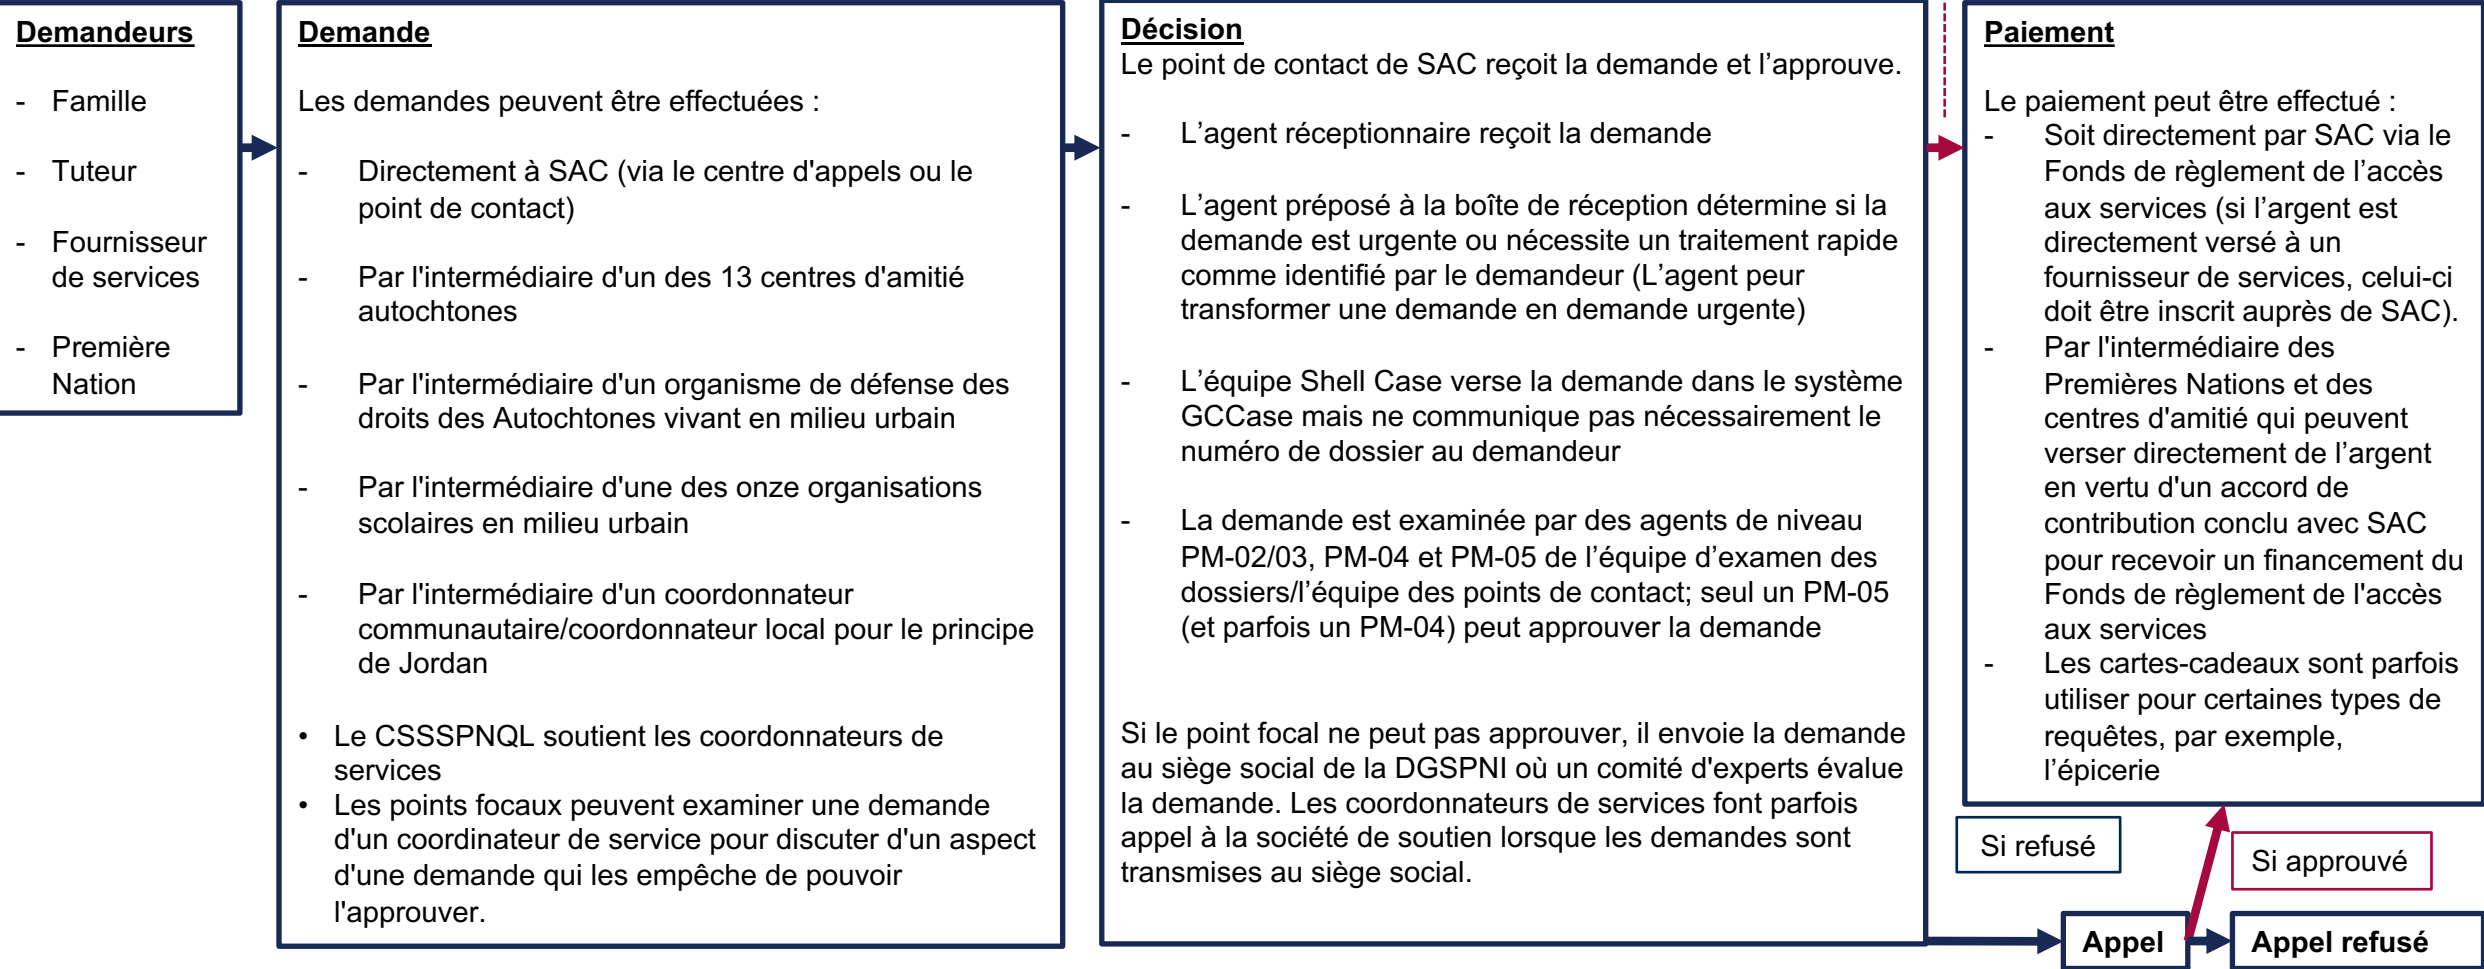 Demandeurs
- Famille
- Tuteur
- Fournisseur
de services
- Première
Nation
Demande
Les demandes peuvent être effectuées :
- Directement à SAC (via le centre d'appels ou le
point de contact)
- Par l'intermédiaire d'un des 13 centres d'amitié
autochtones
- Par l'intermédiaire d'un organisme de défense des
droits des Autochtones vivant en milieu urbain
- Par l'intermédiaire d'une des onze organisations
scolaires en milieu urbain
- Par l'intermédiaire d'un coordonnateur
communautaire/coordonnateur local pour le principe
de Jordan
• Le CSSSPNQL soutient les coordonnateurs de
services
• Les points focaux peuvent examiner une demande
d'un coordinateur de service pour discuter d'un aspect
d'une demande qui les empêche de pouvoir
l'approuver.
Décision
Le point de contact de SAC reçoit la demande et l’approuve.
- L’agent réceptionnaire reçoit la demande
- L’agent préposé à la boîte de réception détermine si la
demande est urgente ou nécessite un traitement rapide
comme identifié par le demandeur (L’agent peur
transformer une demande en demande urgente)
- L’équipe Shell Case verse la demande dans le système
GCCase mais ne communique pas nécessairement le
numéro de dossier au demandeur
- La demande est examinée par des agents de niveau
PM-02/03, PM-04 et PM-05 de l’équipe d’examen des
dossiers/l’équipe des points de contact; seul un PM-05
(et parfois un PM-04) peut approuver la demande
Si le point focal ne peut pas approuver, il envoie la demande
au siège social de la DGSPNI où un comité d'experts évalue
la demande. Les coordonnateurs de services font parfois
appel à la société de soutien lorsque les demandes sont
transmises au siège social.
Paiement
Le paiement peut être effectué :
- Soit directement par SAC via le
Fonds de règlement de l’accès
aux services (si l’argent est
directement versé à un
fournisseur de services, celui-ci
doit être inscrit auprès de SAC).
- Par l'intermédiaire des
Premières Nations et des
centres d'amitié qui peuvent
verser directement de l’argent
en vertu d'un accord de
contribution conclu avec SAC
pour recevoir un financement du
Fonds de règlement de l'accès
aux services
- Les cartes-cadeaux sont parfois
utiliser pour certaines types de
requêtes, par exemple,
l’épicerie
Si refusé
Si approuvé
Appel
Appel refusé